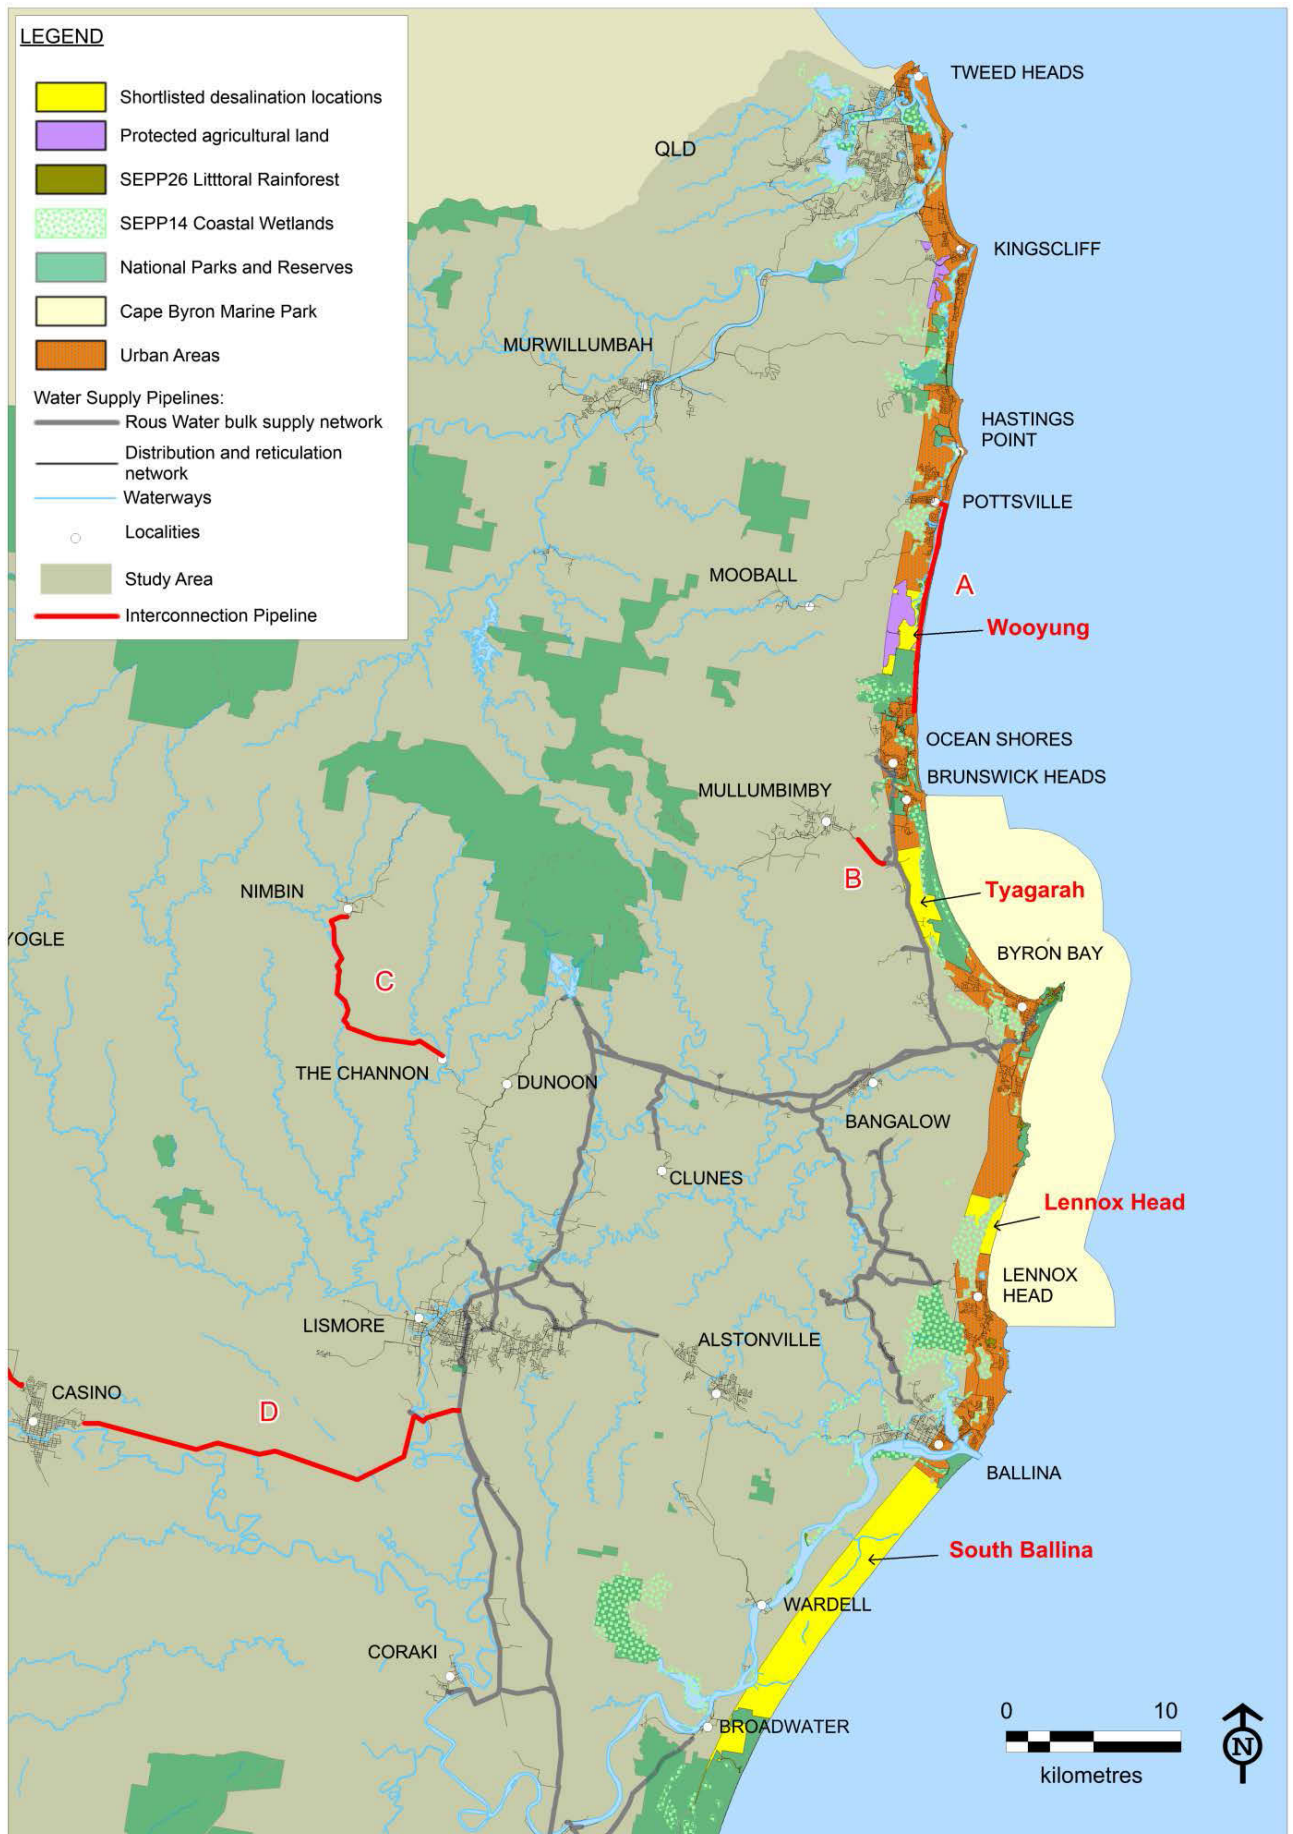 LEGEND
Shortlisted desalination locations
Protected agricultural land
SEPP26 Litttoral Rainforest
SEPP14 Coastal Wetlands
National Parks and Reserves
Cape Byron Marine Park
Urban Areas
Water Supply Pipelines:
Rous Water bulk supply network
Distribution and reticulation
network
Waterways
Localities
Study Area
Interconnection Pipeline
TWEED HEADS
QLD
KINGSCLIFF
MURWILLUMBAH
HASTINGS
POINT
POTTSVILLE
MOOBALL
A
Wooyung
OCEAN SHORES
BRUNSWICK HEADS
MULLUMBIMBY
B
NIMBIN
Tyagarah
YOGLE
BYRON BAY
C
THE CHANNON
DUNOON
BANGALOW
CLUNES
Lennox Head
LENNOX
HEAD
LISMORE
ALSTONVILLE
CASINO
D
BALLINA
South Ballina
WARDELL
CORAKI
BROADWATER
0 10
kilometres
N